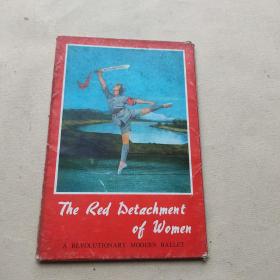 The Red Detachment
of Women
A REVOLUTIONARY MODERN BALLET